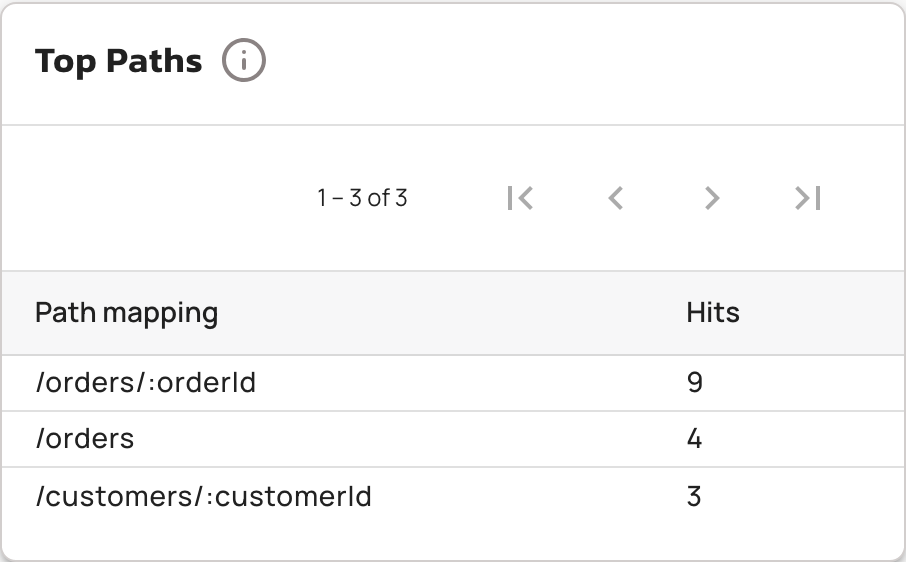 Top Paths
1 – 3 of 3
Path mapping Hits
/orders/:orderId 9
/orders 4
/customers/:customerId 3